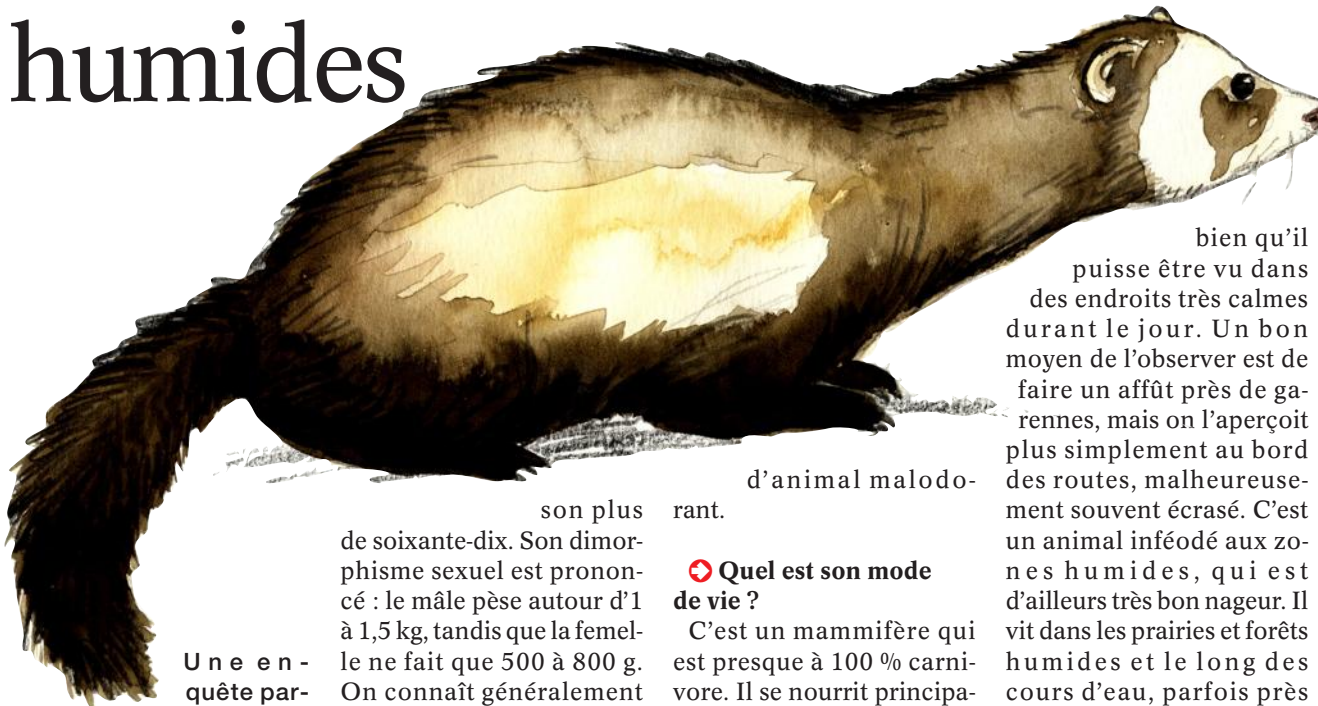 humides
Une en-
quête par-
son plus
de soixante-dix. Son dimor-
phisme sexuel est pronon-
cé : le mâle pèse autour d’1
à 1,5 kg, tandis que la femel-
le ne fait que 500 à 800 g.
On connaît généralement
d’animal malodo-
rant.
Quel est son mode
de vie ?
C’est un mammifère qui
est presque à 100 % carni-
vore. Il se nourrit principa-
bien qu’il
puisse être vu dans
des endroits très calmes
durant le jour. Un bon
moyen de l’observer est de
faire un affût près de ga-
rennes, mais on l’aperçoit
plus simplement au bord
des routes, malheureuse-
ment souvent écrasé. C’est
un animal inféodé aux zo-
nes humides, qui est
d’ailleurs très bon nageur. Il
vit dans les prairies et forêts
humides et le long des
cours d’eau, parfois près